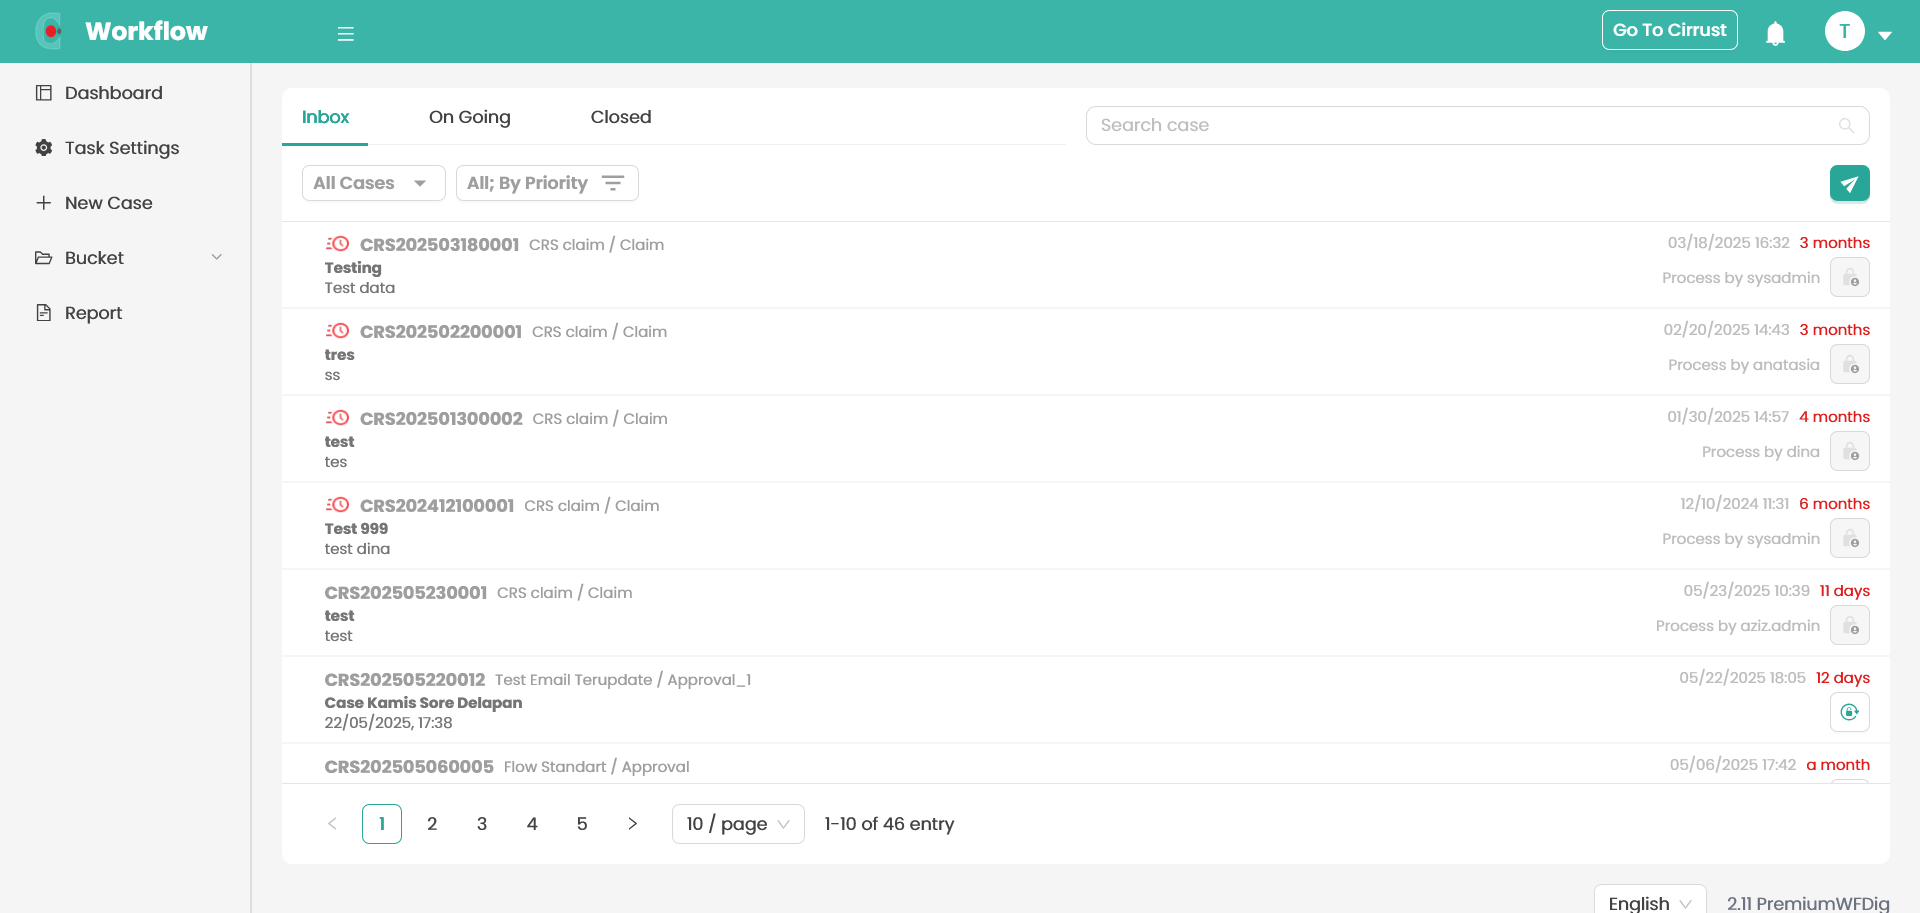 Workflow
Go To Cirrust
T
Dashboard
Task Settings
New Case
Bucket
Report
Inbox
On Going
Closed
Search case
All Cases
All; By Priority
CRS202503180001 CRS claim / Claim
03/18/2025 16:32 3 months
Testing
Test data
Process by sysadmin
CRS202502200001 CRS claim / Claim
02/20/2025 14:43 3 months
tres
ss
Process by anatasia
CRS202501300002 CRS claim / Claim
01/30/2025 14:57 4 months
test
tes
Process by dina
CRS202412100001 CRS claim / Claim
12/10/2024 11:31 6 months
Test 999
test dina
Process by sysadmin
CRS202505230001 CRS claim / Claim
05/23/2025 10:39 11 days
test
test
Process by aziz.admin
CRS202505220012 Test Email Terupdate / Approval_1
05/22/2025 18:05 12 days
Case Kamis Sore Delapan
22/05/2025, 17:38
CRS202505060005 Flow Standart / Approval
05/06/2025 17:42 a month
1 2 3 4 5
10 / page
1-10 of 46 entry
English
2.11 PremiumWFDig